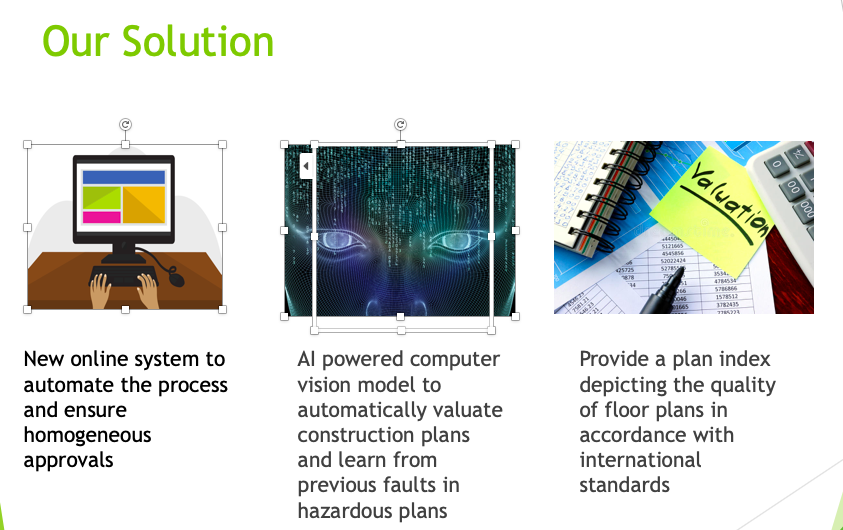 Our Solution
Valuation
New online system to
automate the process
and ensure
homogeneous
approvals
AI powered computer
vision model to
automatically valuate
construction plans
and learn from
previous faults in
hazardous plans
Provide a plan index
depicting the quality
of floor plans in
accordance with
international
standards